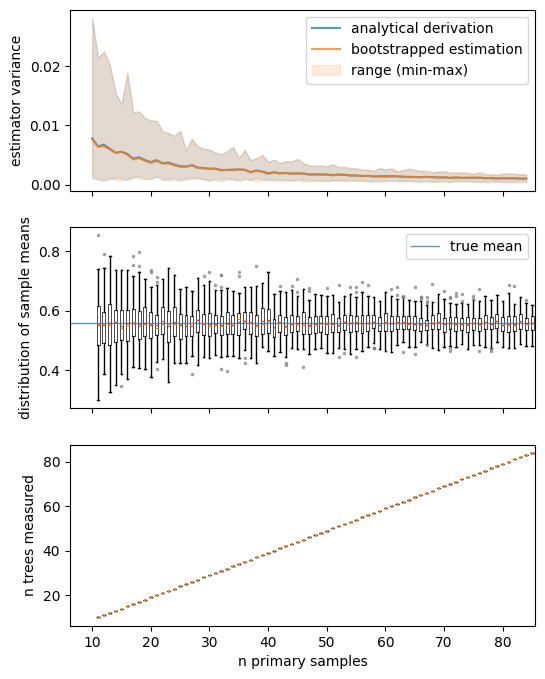 estimator variance
0.02
0.01
0.00
analytical derivation
bootstrapped estimation
range (min-max)
distribution of sample means
0.8
0.6
0.4
true mean
n trees measured
80
60
40
20
10
20
30
40
50
60
70
80
n primary samples